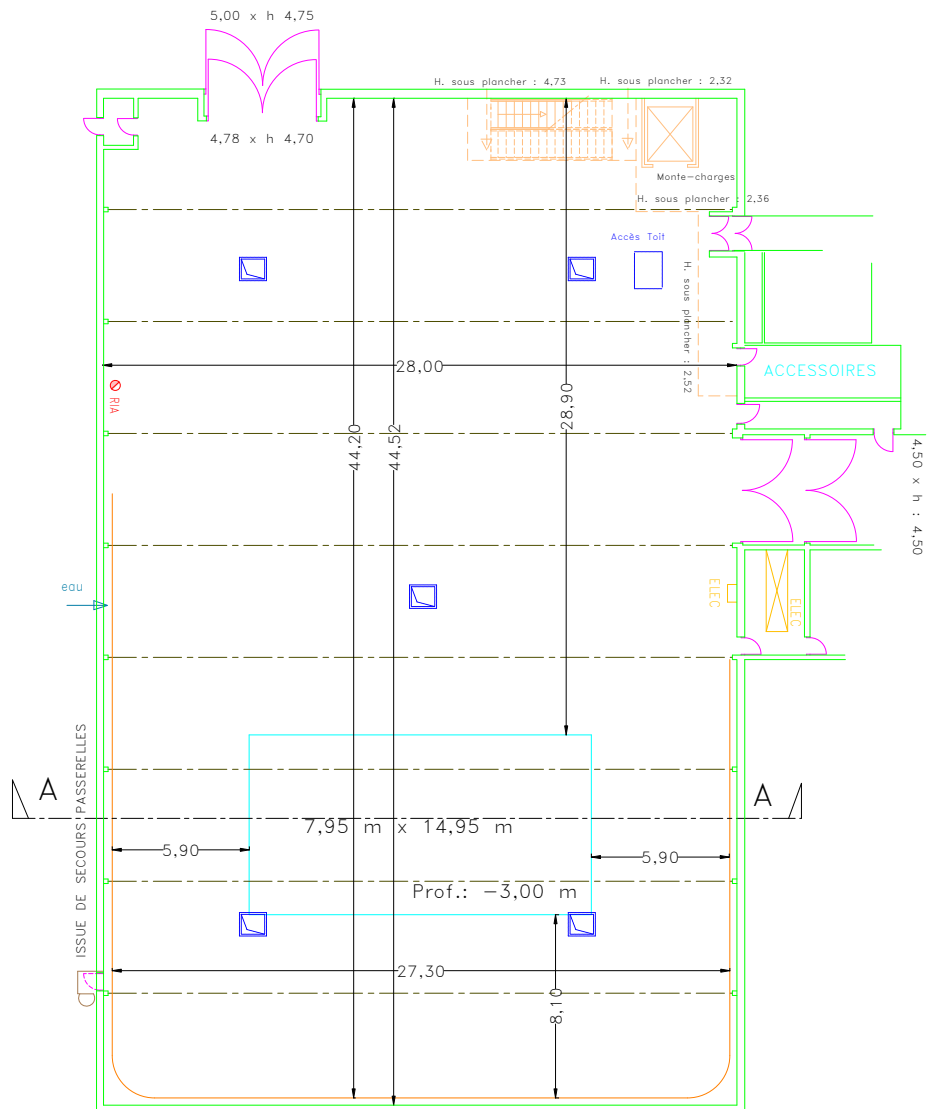 5,00 x h 4,75
H. sous plancher : 4,73
H. sous plancher : 2,32
4,78 x h 4,70
Monte-charges
H. sous plancher : 2,36
Accès Toit
H. sous plancher : 2,52
28,00
ACCESSOIRES
RIA
28,90
44,20
44,52
4,50 x h : 4,50
eau
ELEC
ELEC
ISSUE DE SECOURS PASSERELLES
A
A
7,95 m x 14,95 m
5,90
5,90
Prof.: -3,00 m
27,30
8,10